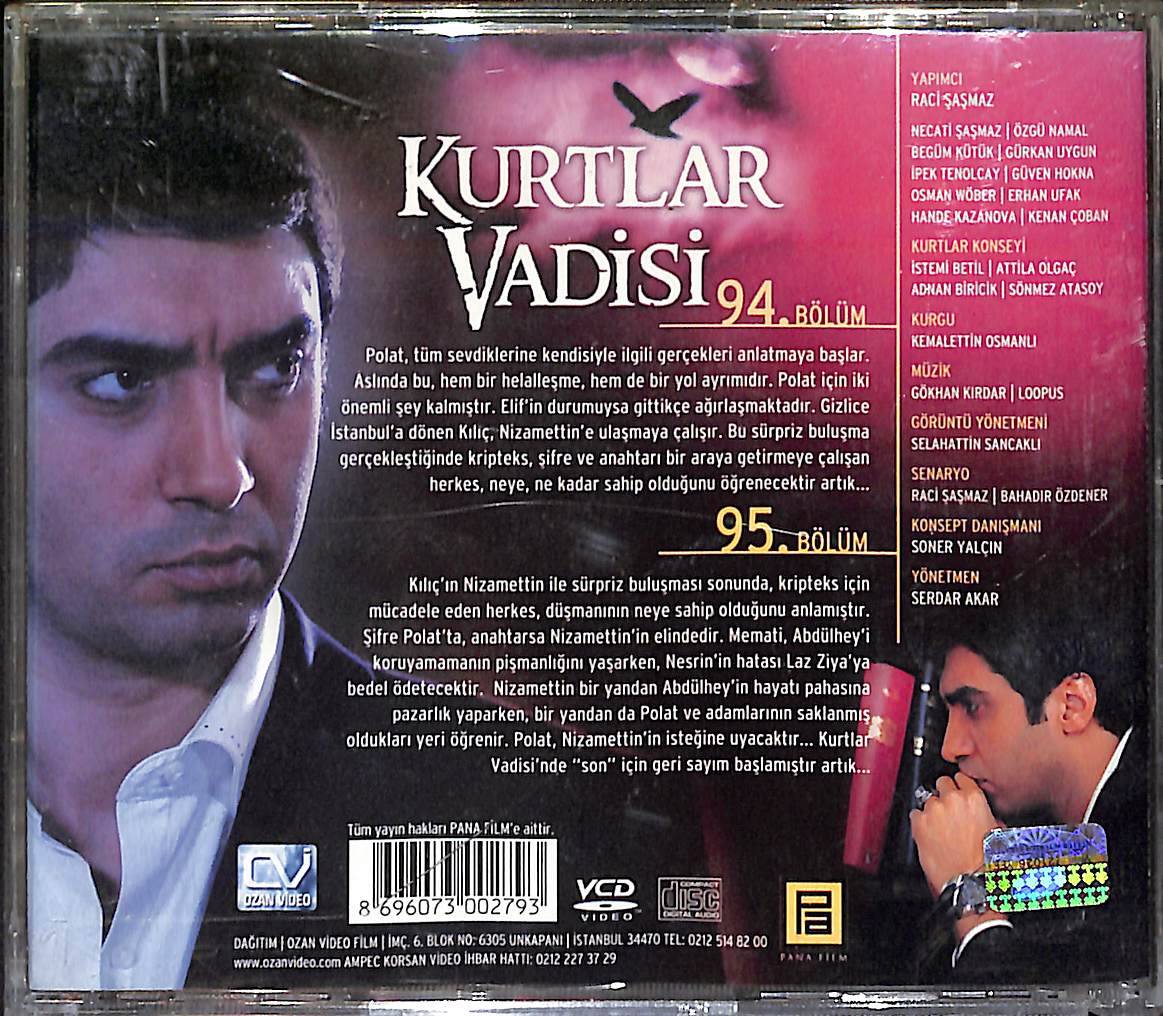 KURTLAR
VADİSİ
94. BÖLÜM
Polat, tüm sevdiklerine kendisiyle ilgili gerçekleri anlatmaya başlar.
Aslında bu, hem bir helalleşme, hem de bir yol ayrımıdır. Polat için iki
önemli şey kalmıştır. Elif'in durumuysa gittikçe ağırlaşmaktadır. Gizlice
İstanbul'a dönen Kılıç, Nizamettin'e ulaşmaya çalışır. Bu sürpriz buluşma
gerçekleştiğinde kripteks, şifre ve anahtarı bir araya getirmeye çalışan
herkes, neye, ne kadar sahip olduğunu öğrenecektir artık...
95. BÖLÜM
Kılıç'ın Nizamettin ile sürpriz buluşması sonunda, kripteks için
mücadele eden herkes, düşmanının neye sahip olduğunu anlamıştır.
Şifre Polat'ta, anahtarsa Nizamettin'in elindedir. Memati, Abdülhey'i
koruyamamanın pişmanlığını yaşarken, Nesrin'in hatası Laz Ziya'ya
bedel ödetecektir. Nizamettin bir yandan Abdülhey'in hayatı pahasına
pazarlık yaparken, bir yandan da Polat ve adamlarının saklanmış
oldukları yeri öğrenir. Polat, Nizamettin'in isteğine uyacaktır... Kurtlar
Vadisi'nde "son" için geri sayım başlamıştır artık...
YAPIMCI
RACİ ŞAŞMAZ
NECATİ ŞAŞMAZ | ÖZGÜ NAMAL
BEGÜM KÜTÜK | GÜRKAN UYGUN
İPEK TENOLCAY | GÜVEN HOKNA
OSMAN WÖBER | ERHAN UFAK
HANDE KAZANOVA | KENAN ÇOBAN
KURTLAR KONSEYİ
İSTEMİ BETİL | ATTİLA OLGAÇ
ADNAN BİRİCİK | SÖNMEZ ATASOY
KURGU
KEMALETTİN OSMANLI
MÜZİK
GÖKHAN KIRDAR | LOOPUS
GÖRÜNTÜ YÖNETMENİ
SELAHATTİN SANCAKLI
SENARYO
RACİ ŞAŞMAZ | BAHADIR ÖZDENER
KONSEPT DANIŞMANI
SONER YALÇIN
YÖNETMEN
SERDAR AKAR
Tüm yayın hakları PANA FİLM'e aittir.
OZAN VİDEO
8 696073 002793
VCD
VIDEO
COMPACT
disc
DIGITAL AUDIO
PANA FİLM
DAĞITIM | OZAN VİDEO FİLM | İMÇ. 6. BLOK NO: 6305 UNKAPANI | İSTANBUL 34470 TEL: 0212 514 82 00
www.ozanvideo.com AMPEC KORSAN VİDEO İHBAR HATTI: 0212 227 37 29